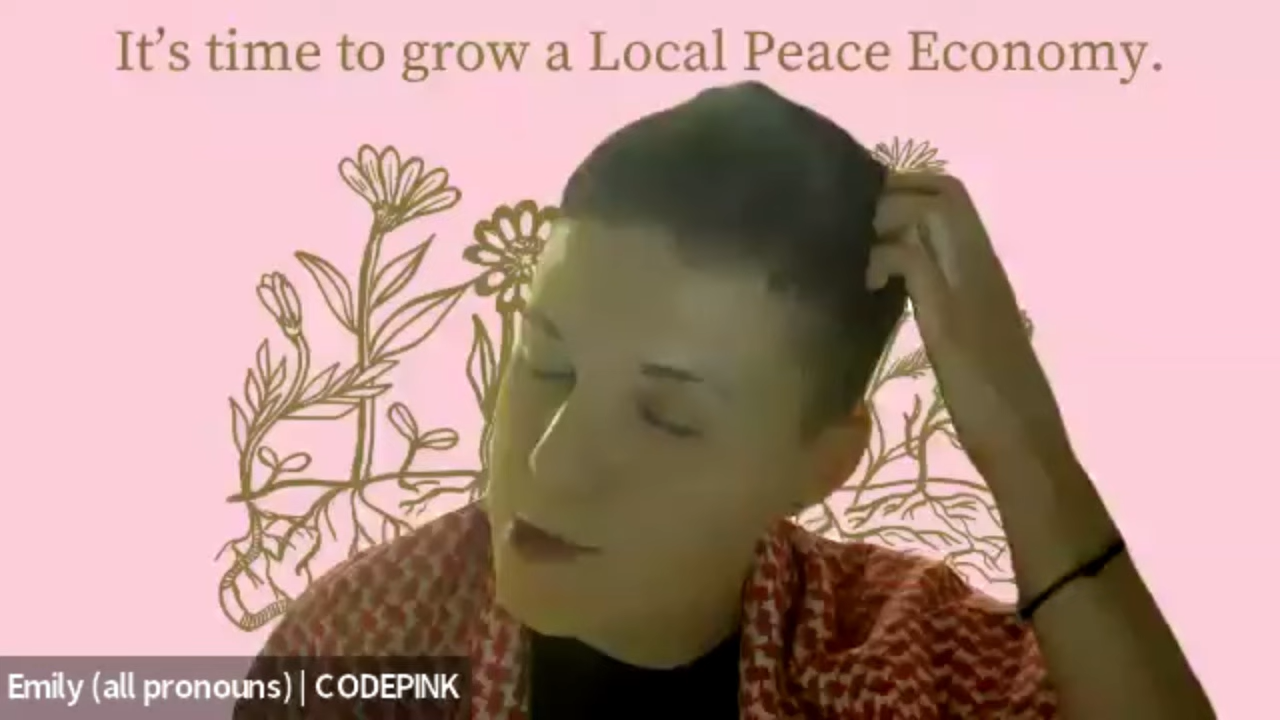 It's time to grow a Local Peace Economy.
Emily (all pronouns) | CODEPINK